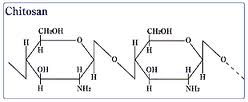 Chitosan
CH₂OH CH₂OH
H O H H O O
H H
OH H O OH H
H H
H NH₂ H NH₂